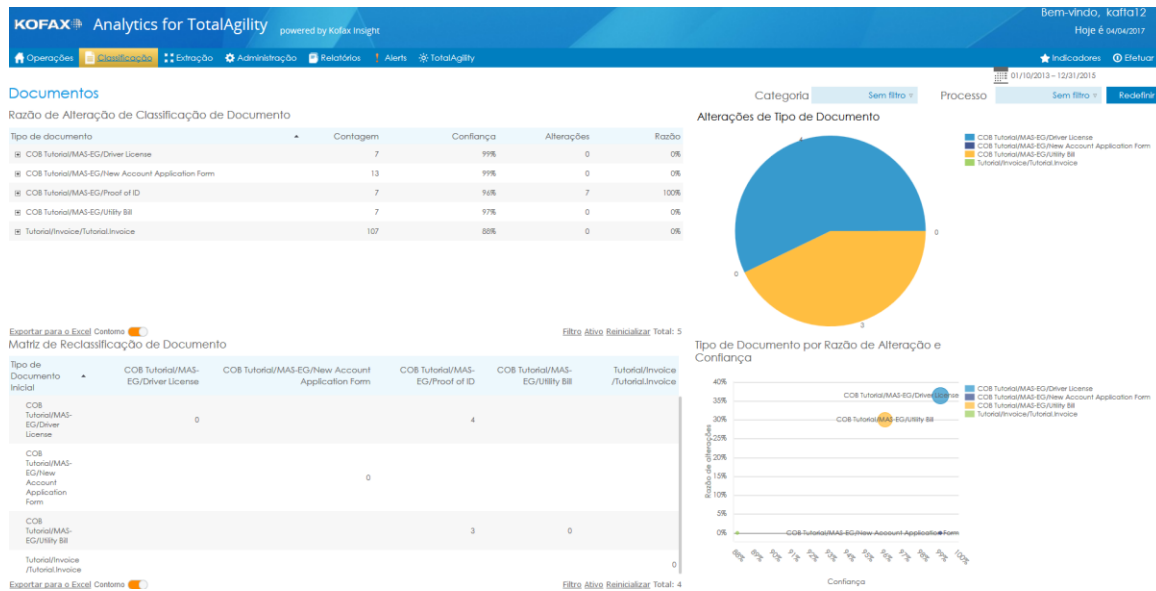 KOFAX Analytics for TotalAgility powered by Kofax Insight
Bem-vindo, kafta12
Hoje é 04/04/2017
Operações Classificação Extração Administração Relatórios Alerts TotalAgility Indicadores Efetuar
01/10/2013 – 12/31/2015
Documentos
Categoria Sem filtro Processo Sem filtro Redefinir
Razão de Alteração de Classificação de Documento
Tipo de documento Contagem Confiança Alterações Razão
COB Tutorial/MAS-EG/Driver License 7 99% 0 0%
COB Tutorial/MAS-EG/New Account Application Form 13 99% 0 0%
COB Tutorial/MAS-EG/Proof of ID 7 96% 7 100%
COB Tutorial/MAS-EG/Utility Bill 7 97% 0 0%
Tutorial/Invoice/Tutorial.Invoice 107 88% 0 0%
Exportar para o Excel Contorno Filtro Ativo Reinicializar Total: 5
Alterações de Tipo de Documento
4
0
0
3
COB Tutorial/MAS-EG/Driver License
COB Tutorial/MAS-EG/New Account Application Form
COB Tutorial/MAS-EG/Utility Bill
Tutorial/Invoice/Tutorial.Invoice
Matriz de Reclassificação de Documento
Tipo de
Documento
Inicial
COB Tutorial/MAS-
EG/Driver License
COB Tutorial/MAS-EG/New Account
Application Form
COB Tutorial/MAS-
EG/Proof of ID
COB Tutorial/MAS-
EG/Utility Bill
Tutorial/Invoice
/Tutorial.Invoice
COB
Tutorial/MAS-
EG/Driver
License
0 4
COB
Tutorial/MAS-
EG/New
Account
Application
Form
0
COB
Tutorial/MAS-
EG/Utility Bill
3 0
Tutorial/Invoice
/Tutorial.Invoice
0
Exportar para o Excel Contorno Filtro Ativo Reinicializar Total: 4
Tipo de Documento por Razão de Alteração e
Confiança
Razão de alterações
40%
35%
30%
25%
20%
15%
10%
5%
0%
COB Tutorial/MAS-EG/Driver License
COB Tutorial/MAS-EG/Utility Bill
COB Tutorial/MAS-EG/New Account Application Form
88% 89% 90% 91% 92% 93% 94% 95% 96% 97% 98% 99% 100%
Confiança
COB Tutorial/MAS-EG/Driver License
COB Tutorial/MAS-EG/New Account Application Form
COB Tutorial/MAS-EG/Utility Bill
Tutorial/Invoice/Tutorial.Invoice